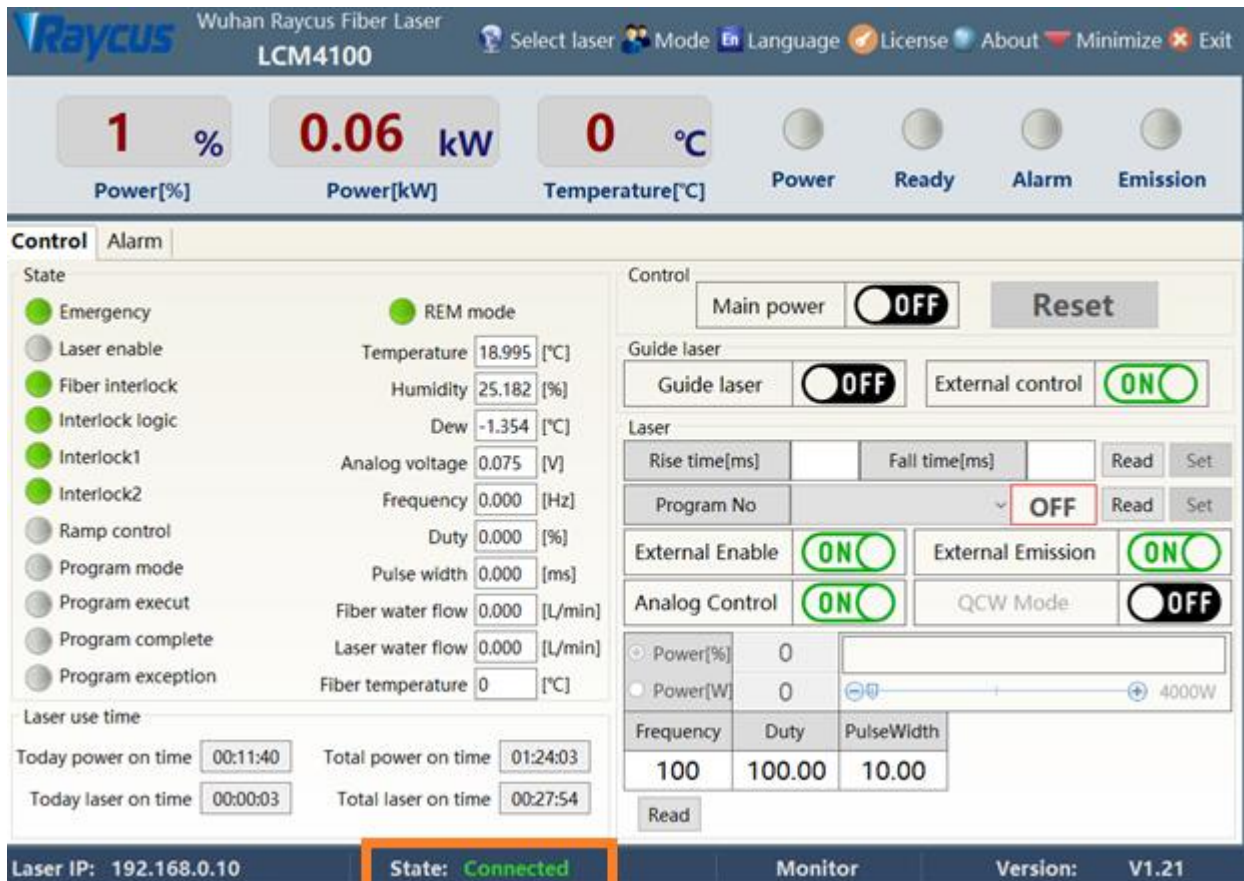 Raycus
Wuhan Raycus Fiber Laser
LCM4100
Select laser Mode En Language License About Minimize Exit
1 % 0.06 kW 0 ℃
Power[%] Power[kW] Temperature[℃] Power Ready Alarm Emission
Control Alarm
State
Emergency REM mode
Laser enable Temperature 18.995 [℃]
Fiber interlock Humidity 25.182 [%]
Interlock logic Dew -1.354 [℃]
Interlock1 Analog voltage 0.075 [V]
Interlock2 Frequency 0.000 [Hz]
Ramp control Duty 0.000 [%]
Program mode Pulse width 0.000 [ms]
Program execut Fiber water flow 0.000 [L/min]
Program complete Laser water flow 0.000 [L/min]
Program exception Fiber temperature 0 [℃]
Laser use time
Today power on time 00:11:40 Total power on time 01:24:03
Today laser on time 00:00:03 Total laser on time 00:27:54
Control
Main power OFF Reset
Guide laser
Guide laser OFF External control ON
Laser
Rise time[ms] Fall time[ms] Read Set
Program No OFF Read Set
External Enable ON External Emission ON
Analog Control ON QCW Mode OFF
Power[%] 0
Power[W] 0 4000W
Frequency Duty PulseWidth
100 100.00 10.00
Read
Laser IP: 192.168.0.10 State: Connected Monitor Version: V1.21